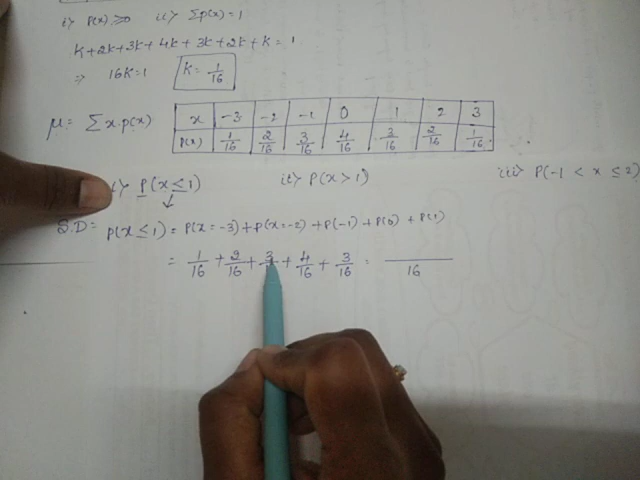 i> P(x) ≥0 ii> Σp(x) = 1
K+2K+3K+4K+3K+2K+K = 1
⇒ 16K=1 K= 1/16
μ= Σx.p(x)
x -3 -2 -1 0 1 2 3
P(x) 1/16 2/16 3/16 4/16 3/16 2/16 1/16
i> P(x≤1) ii> P(x>1) iii> P(-1 < x ≤2)
S.D= P(x≤1) = P(x=-3)+P(x=-2)+P(-1)+P(0)+P(1)
= 1/16 + 2/16 + 3/16 + 4/16 + 3/16 = /16